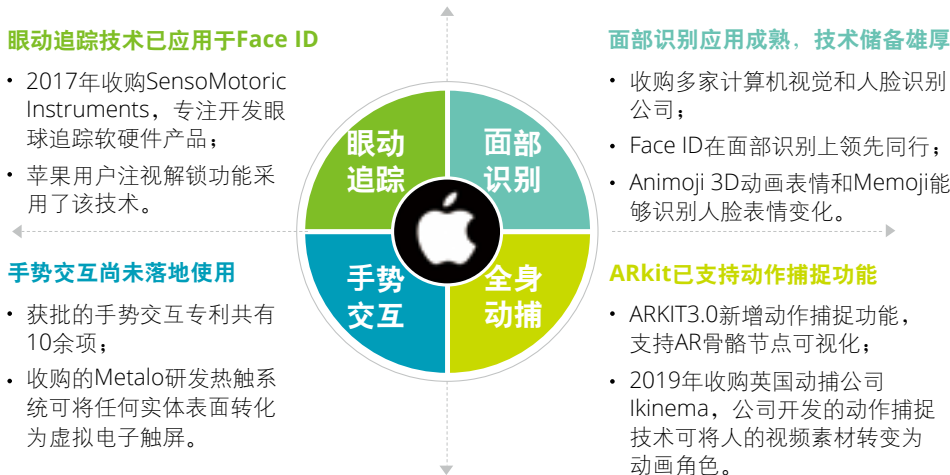 眼动追踪技术已应用于Face ID
• 2017年收购SensoMotoric
Instruments，专注开发眼
球追踪软硬件产品；
• 苹果用户注视解锁功能采
用了该技术。
面部识别应用成熟，技术储备雄厚
• 收购多家计算机视觉和人脸识别
公司；
• Face ID在面部识别上领先同行；
• Animoji 3D动画表情和Memoji能
够识别人脸表情变化。
眼动
追踪
面部
识别
手势
交互
全身
动捕
手势交互尚未落地使用
• 获批的手势交互专利共有
10余项；
• 收购的Metalo研发热触系
统可将任何实体表面转化
为虚拟电子触屏。
ARkit已支持动作捕捉功能
• ARKIT3.0新增动作捕捉功能，
支持AR骨骼节点可视化；
• 2019年收购英国动捕公司
Ikinema，公司开发的动作捕捉
技术可将人的视频素材转变为
动画角色。